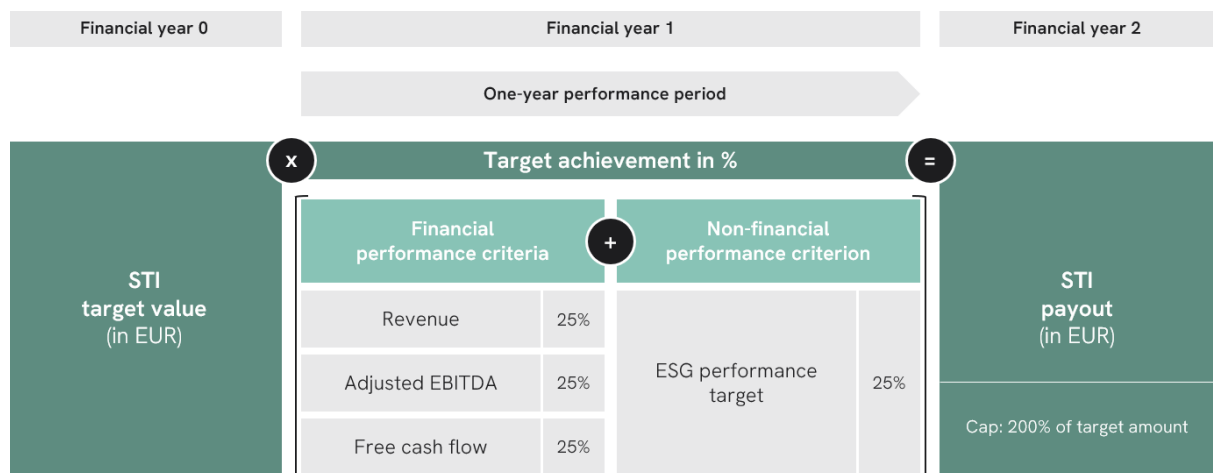 Financial year 0
Financial year 1
Financial year 2
One-year performance period
x
Target achievement in %
=
STI
target value
(in EUR)
Financial
performance criteria
+
Non-financial
performance criterion
Revenue
25%
Adjusted EBITDA
25%
Free cash flow
25%
ESG performance
target
25%
STI
payout
(in EUR)
Cap: 200% of target amount